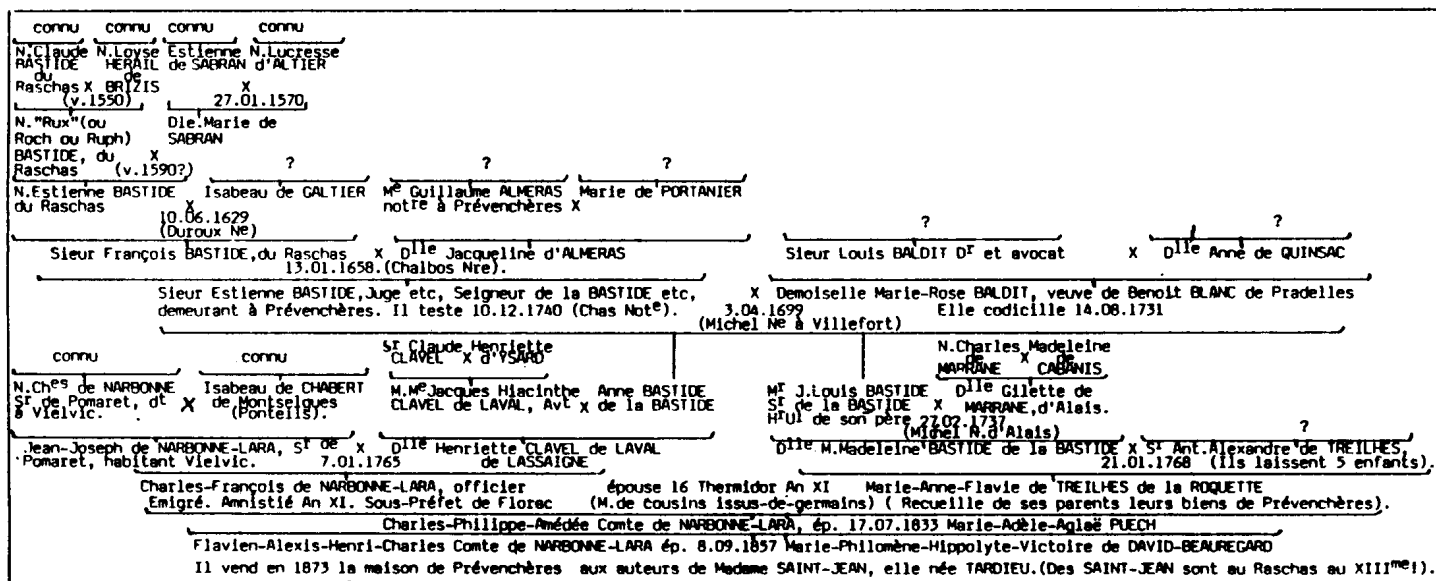 connu connu connu connu
N.Claude N.Loyse Estienne N.Lucresse
BASTIDE HERAIL de SABRAN d'ALTIER
du de
Raschas X BRIZIS X
(v.1550) 27.01.1570
N."Rux"(ou Dle.Marie de
Roch ou Ruph) SABRAN
BASTIDE, du X
Raschas (v.1590?) ? ? ?
N.Estienne BASTIDE Isabeau de GALTIER Me Guillaume ALMERAS Marie de PORTANIER
du Raschas X notre à Prévenchères X
10.06.1629
(Duroux Ne) ? ?
Sieur François BASTIDE,du Raschas X Dlle Jacqueline d'ALMERAS Sieur Louis BALDIT Dr et avocat X Dlle Anne de QUINSAC
13.01.1658.(Chalbos Nre).
Sieur Estienne BASTIDE,Juge etc, Seigneur de la BASTIDE etc, X Demoiselle Marie-Rose BALDIT, veuve de Benoit BLANC de Pradelles
demeurant à Prévenchères. Il teste 10.12.1740 (Chas Note). 3.04.1699 Elle codicille 14.08.1731
(Michel Ne à Villefort)
Sr Claude Henriette N.Charles Madeleine
connu connu CLAVEL X d'YSARD de X de
MARRANE CABANIS
N.Ches de NARBONNE Isabeau de CHABERT M.Me Jacques Hiacinthe Anne BASTIDE Mr J.Louis BASTIDE Dlle Gilette de
Sr de Pomaret, dt X de Montselgues CLAVEL de LAVAL, Avt X de la BASTIDE Sr de la BASTIDE X MARRANE,d'Alais.
à Vielvic. (Ponteils). Hrul de son père 27.02.1737
(Michel N.d'Alais) ?
Jean-Joseph de NARBONNE-LARA, Sr de X Dlle Henriette CLAVEL de LAVAL Dlle M.Madeleine BASTIDE de la BASTIDE X Sr Ant.Alexandre de TREILHES,
Pomaret, habitant Vielvic. 7.01.1765 de LASSAIGNE 21.01.1768 (Ils laissent 5 enfants).
Charles-François de NARBONNE-LARA, officier épouse 16 Thermidor An XI Marie-Anne-Flavie de TREILHES de la ROQUETTE
Emigré. Amnistié An XI. Sous-Préfet de Florac (M.de cousins issus-de-germains) ( Recueille de ses parents leurs biens de Prévenchères).
Charles-Philippe-Amédée Comte de NARBONNE-LARA, ép. 17.07.1833 Marie-Adèle-Aglaë PUECH
Flavien-Alexis-Henri-Charles Comte de NARBONNE-LARA ép. 8.09.1857 Marie-Philomène-Hippolyte-Victoire de DAVID-BEAUREGARD
Il vend en 1873 la maison de Prévenchères aux auteurs de Madame SAINT-JEAN, elle née TARDIEU.(Des SAINT-JEAN sont au Raschas au XIIIme!).